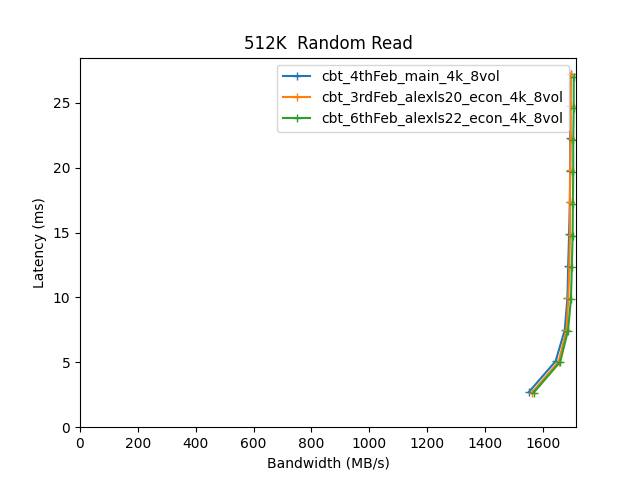 512K  Random Read
cbt_4thFeb_main_4k_8vol
cbt_3rdFeb_alexls20_econ_4k_8vol
cbt_6thFeb_alexls22_econ_4k_8vol
25
20
15
10
5
0
Latency (ms)
0 200 400 600 800 1000 1200 1400 1600
Bandwidth (MB/s)